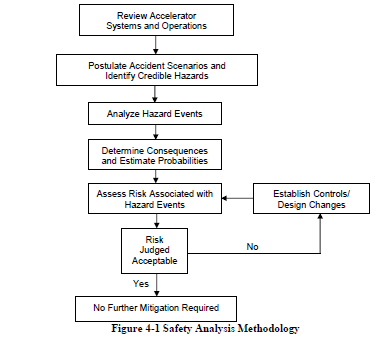 Review Accelerator
Systems and Operations
Postulate Accident Scenarios and
Identify Credible Hazards
Analyze Hazard Events
Determine Consequences
and Estimate Probabilities
Assess Risk Associated with
Hazard Events
Establish Controls/
Design Changes
Risk
Judged
Acceptable
No
Yes
No Further Mitigation Required
Figure 4-1 Safety Analysis Methodology